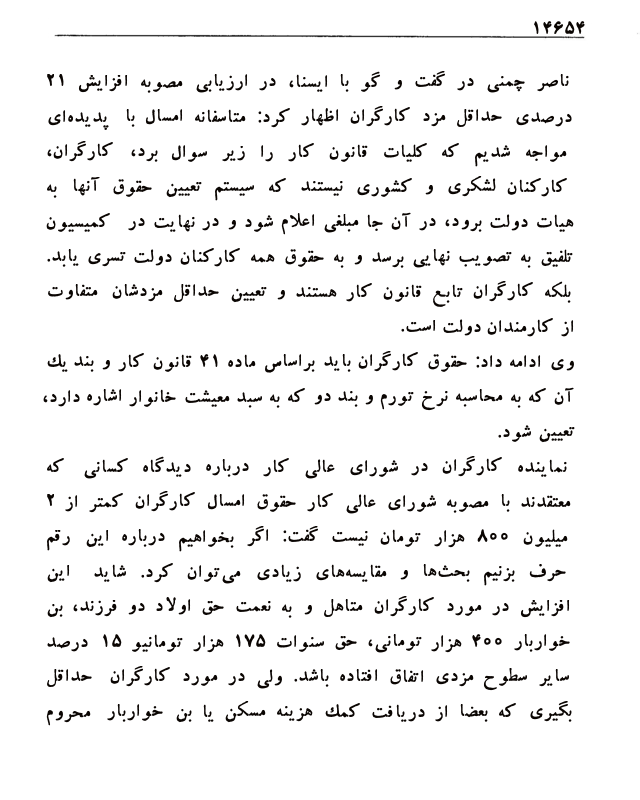 ۱۴۶۵۴
ناصر چمنی در گفت و گو با ایسنا، در ارزیابی مصوبه افزایش ۲۱
درصدی حداقل مزد کارگران اظهار کرد: متاسفانه امسال با پدیده‌ای
مواجه شدیم که کلیات قانون کار را زیر سوال برد، کارگران،
کارکنان لشکری و کشوری نیستند که سیستم تعیین حقوق آنها به
هیات دولت برود، در آن جا مبلغی اعلام شود و در نهایت در کمیسیون
تلفیق به تصویب نهایی برسد و به حقوق همه کارکنان دولت تسری یابد.
بلکه کارگران تابع قانون کار هستند و تعیین حداقل مزدشان متفاوت
از کارمندان دولت است.
وی ادامه داد: حقوق کارگران باید براساس ماده ۴۱ قانون کار و بند یك
آن که به محاسبه نرخ تورم و بند دو که به سبد معیشت خانوار اشاره دارد،
تعیین شود.
نماینده کارگران در شورای عالی کار درباره دیدگاه کسانی که
معتقدند با مصوبه شورای عالی کار حقوق امسال کارگران کمتر از ۲
میلیون ۸۰۰ هزار تومان نیست گفت: اگر بخواهیم درباره این رقم
حرف بزنیم بحث‌ها و مقایسه‌های زیادی می‌توان کرد. شاید این
افزایش در مورد کارگران متاهل و به نعمت حق اولاد دو فرزند، بن
خواربار ۴۰۰ هزار تومانی، حق سنوات ۱۷۵ هزار تومانیو ۱۵ درصد
سایر سطوح مزدی اتفاق افتاده باشد. ولی در مورد کارگران حداقل
بگیری که بعضا از دریافت کمك هزینه مسکن یا بن خواربار محروم